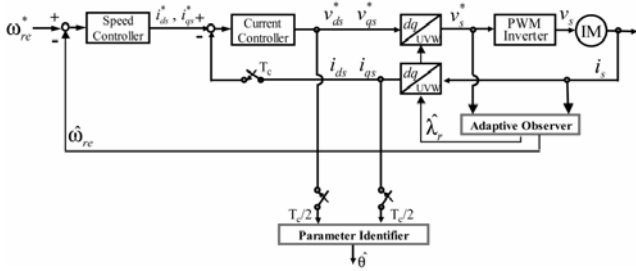 ω*re
+
-
Speed
Controller
i*ds , i*qs
+
-
Current
Controller
v*ds v*qs
dq
UVW
v*s
PWM
Inverter
vs
IM
Tc
ids iqs
dq
UVW
is
ω̂re
λ̂r
Adaptive Observer
Tc/2
Tc/2
Parameter Identifier
θ̂